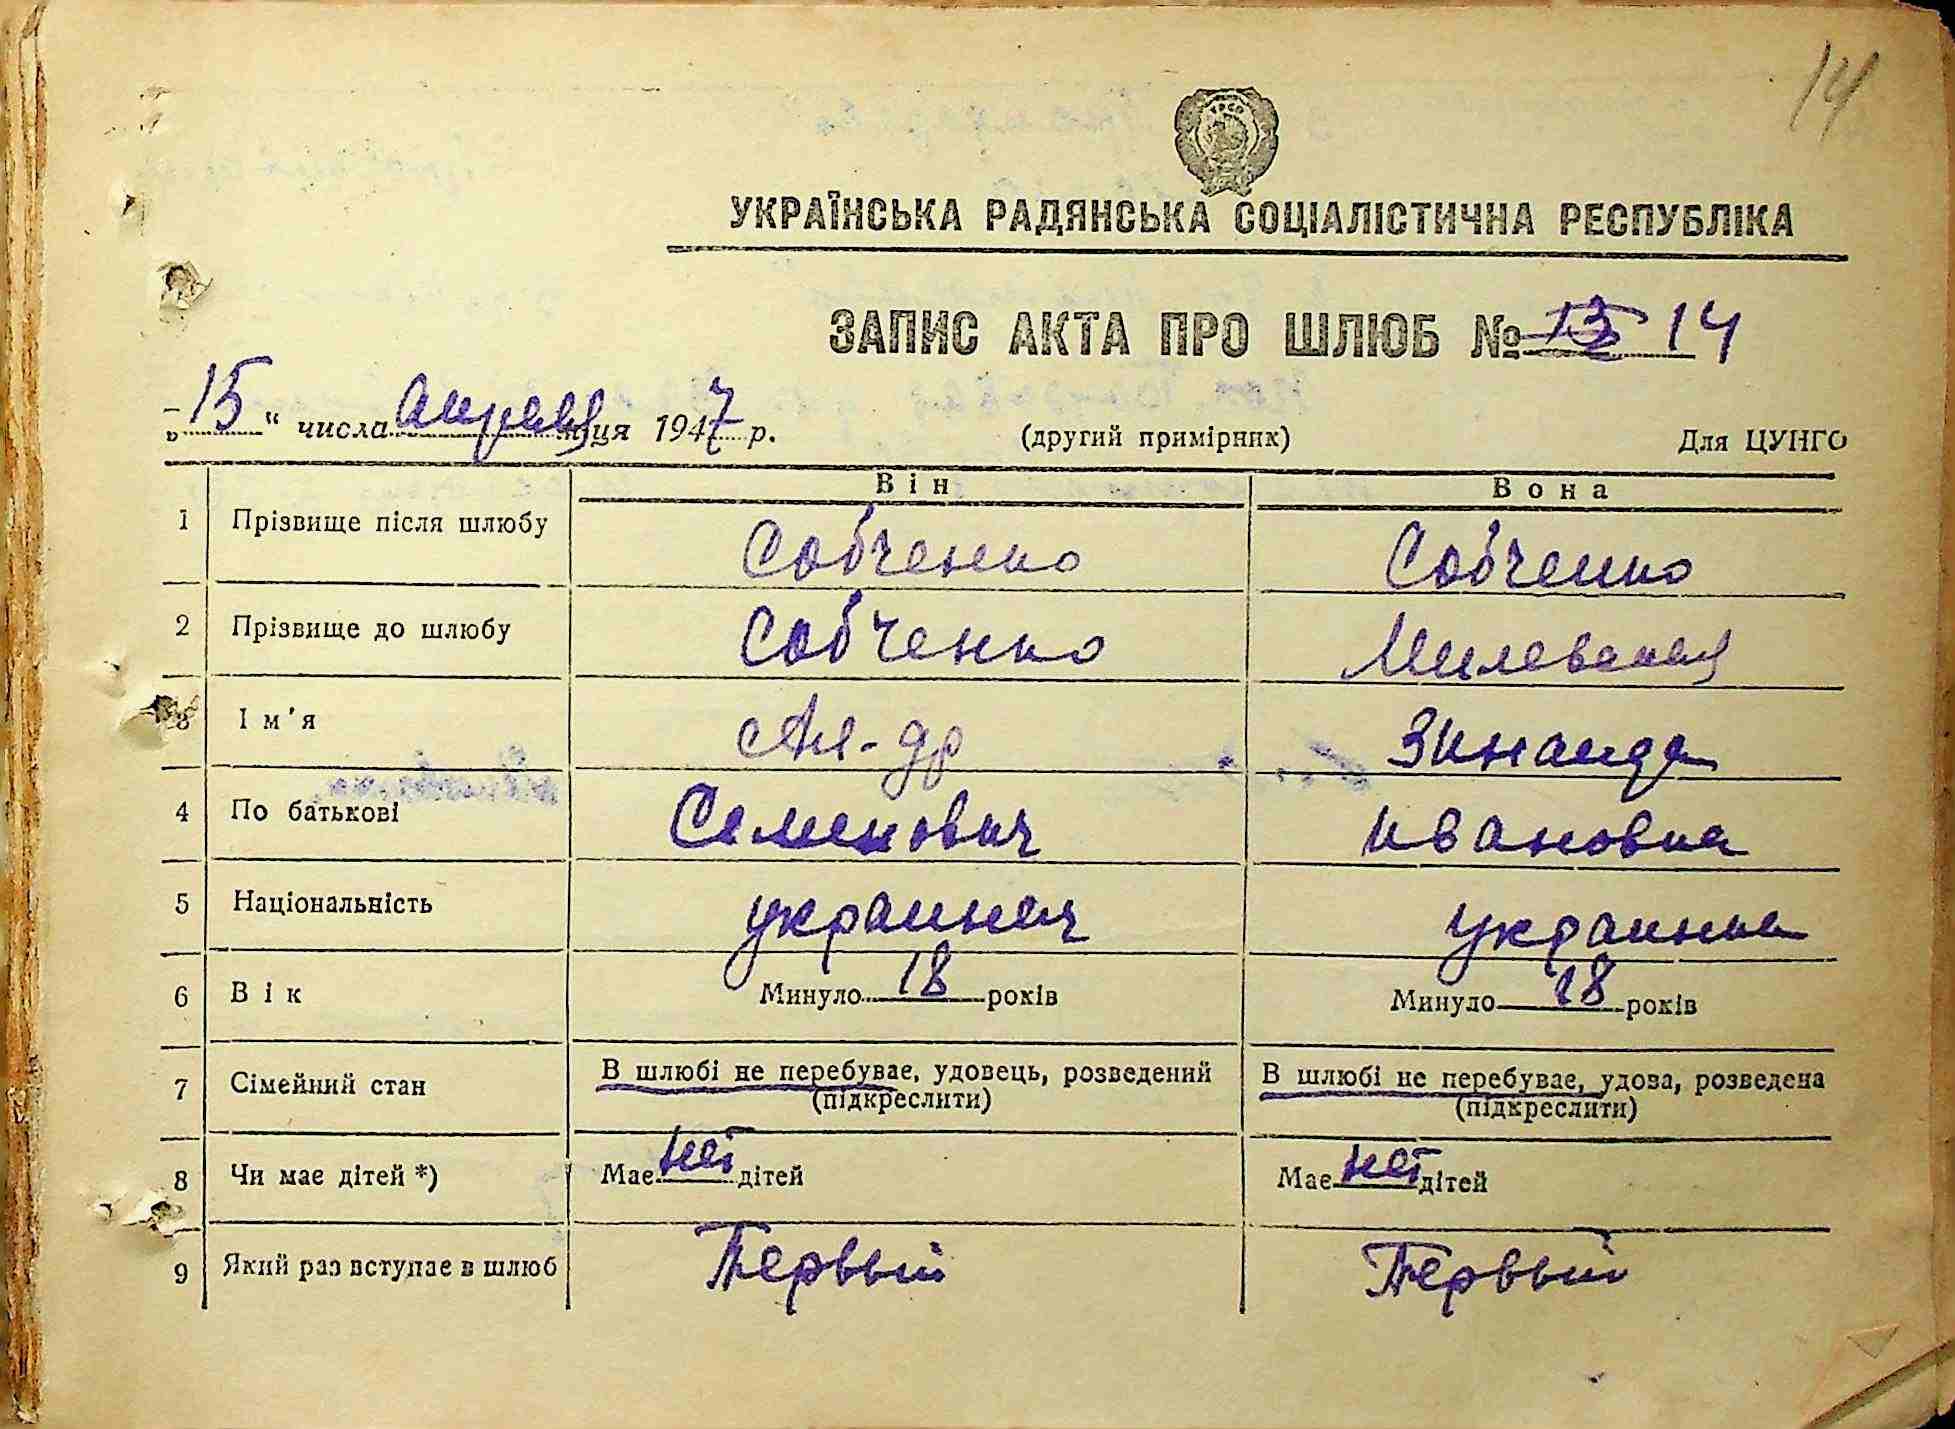 14
УКРАЇНСЬКА РАДЯНСЬКА СОЦІАЛІСТИЧНА РЕСПУБЛІКА
ЗАПИС АКТА ПРО ШЛЮБ № 13 14
„15“ числа апреля місяця 1947 р.
(другий примірник)
Для ЦУНГО
Він Вона
1 Прізвище після шлюбу Собченко Собченко
2 Прізвище до шлюбу Собченко Милевская
3 Ім'я Ал-др Зинаида
4 По батькові Семенович Ивановна
5 Національність украинец украинка
6 Вік Минуло 18 років Минуло 18 років
7 Сімейний стан В шлюбі не перебуває, удовець, розведений В шлюбі не перебуває, удова, розведена
(підкреслити) (підкреслити)
8 Чи має дітей *) Має нет дітей Має нет дітей
9 Який раз вступає в шлюб Первый Первый